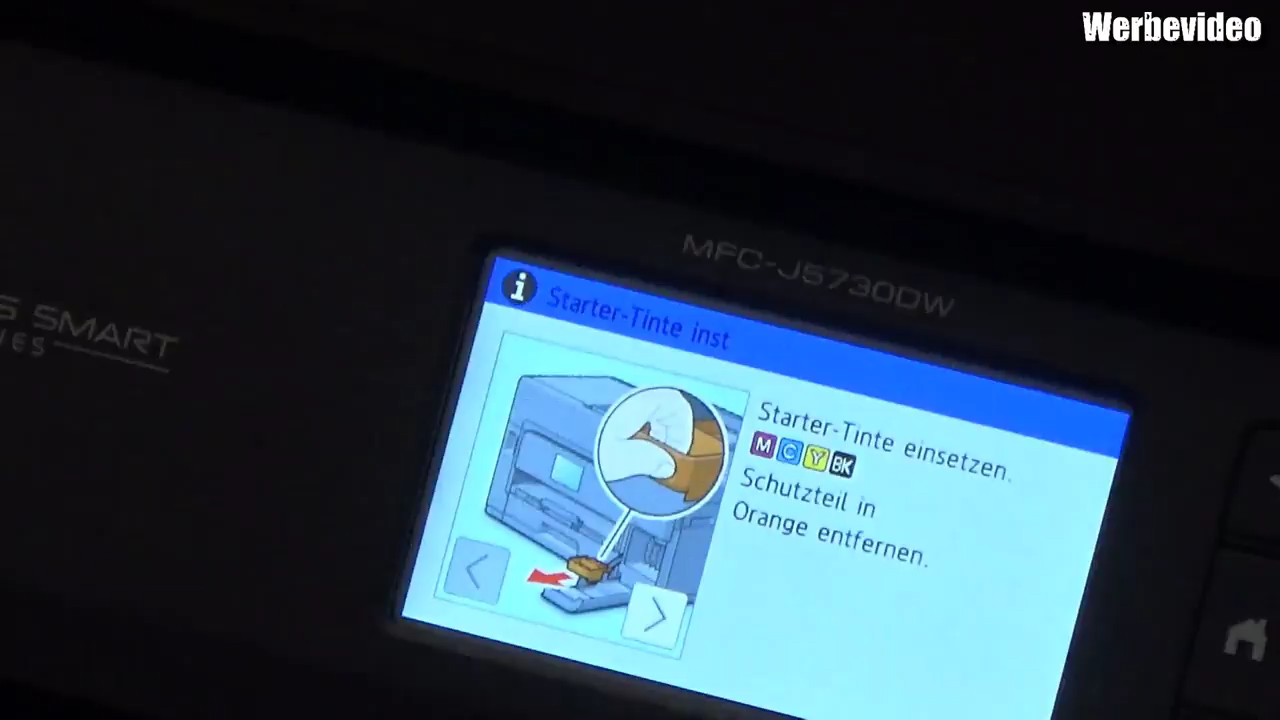 Werbevideo
MFC-J5730DW
S SMART
Starter-Tinte inst
Starter-Tinte einsetzen.
M C Y BK
Schutzteil in
Orange entfernen.